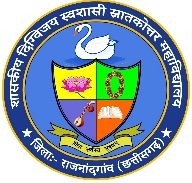 शासकीय दिग्विजय स्वशासी स्नातकोत्तर महाविद्यालय
जिला:- राजनांदगांव (छत्तीसगढ़)